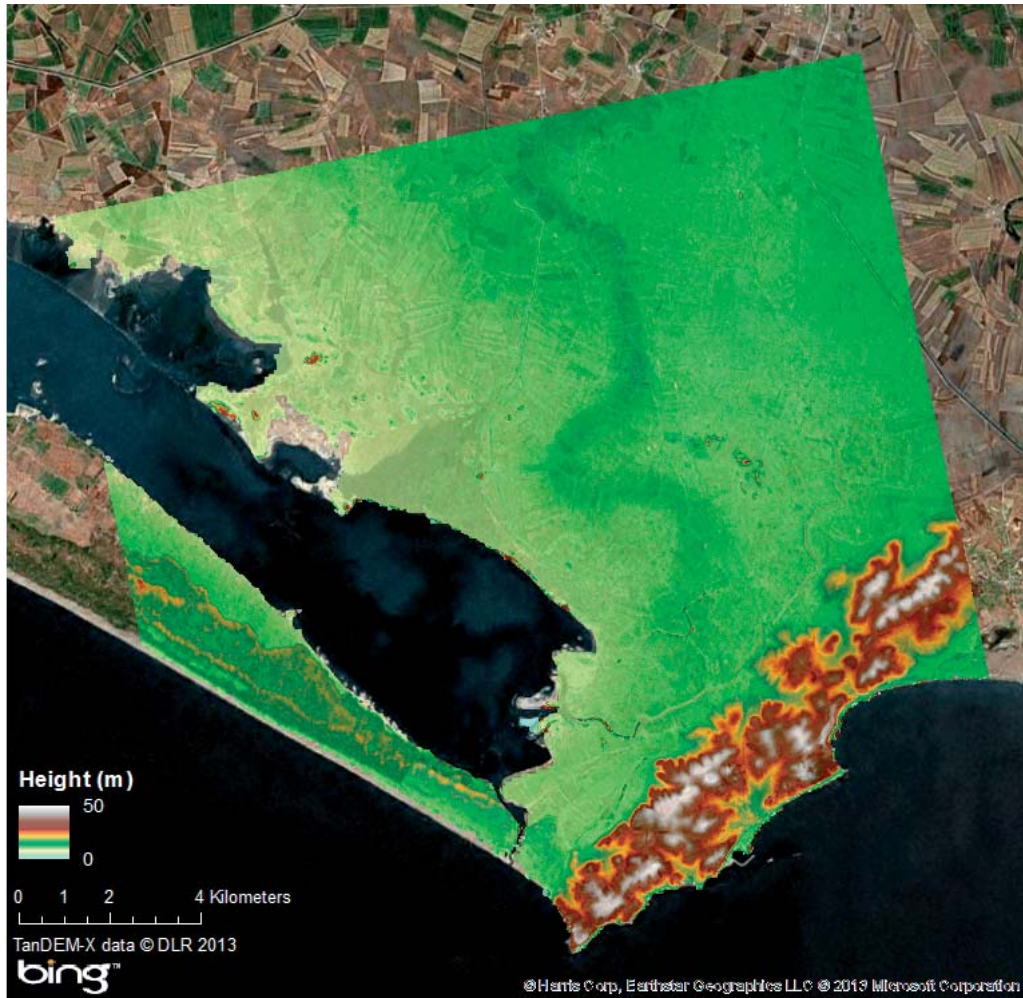 Height (m)
50
0
0 1 2 4 Kilometers
TanDEM-X data © DLR 2013
bing™
© Harris Corp, Earthstar Geographics LLC © 2013 Microsoft Corporation